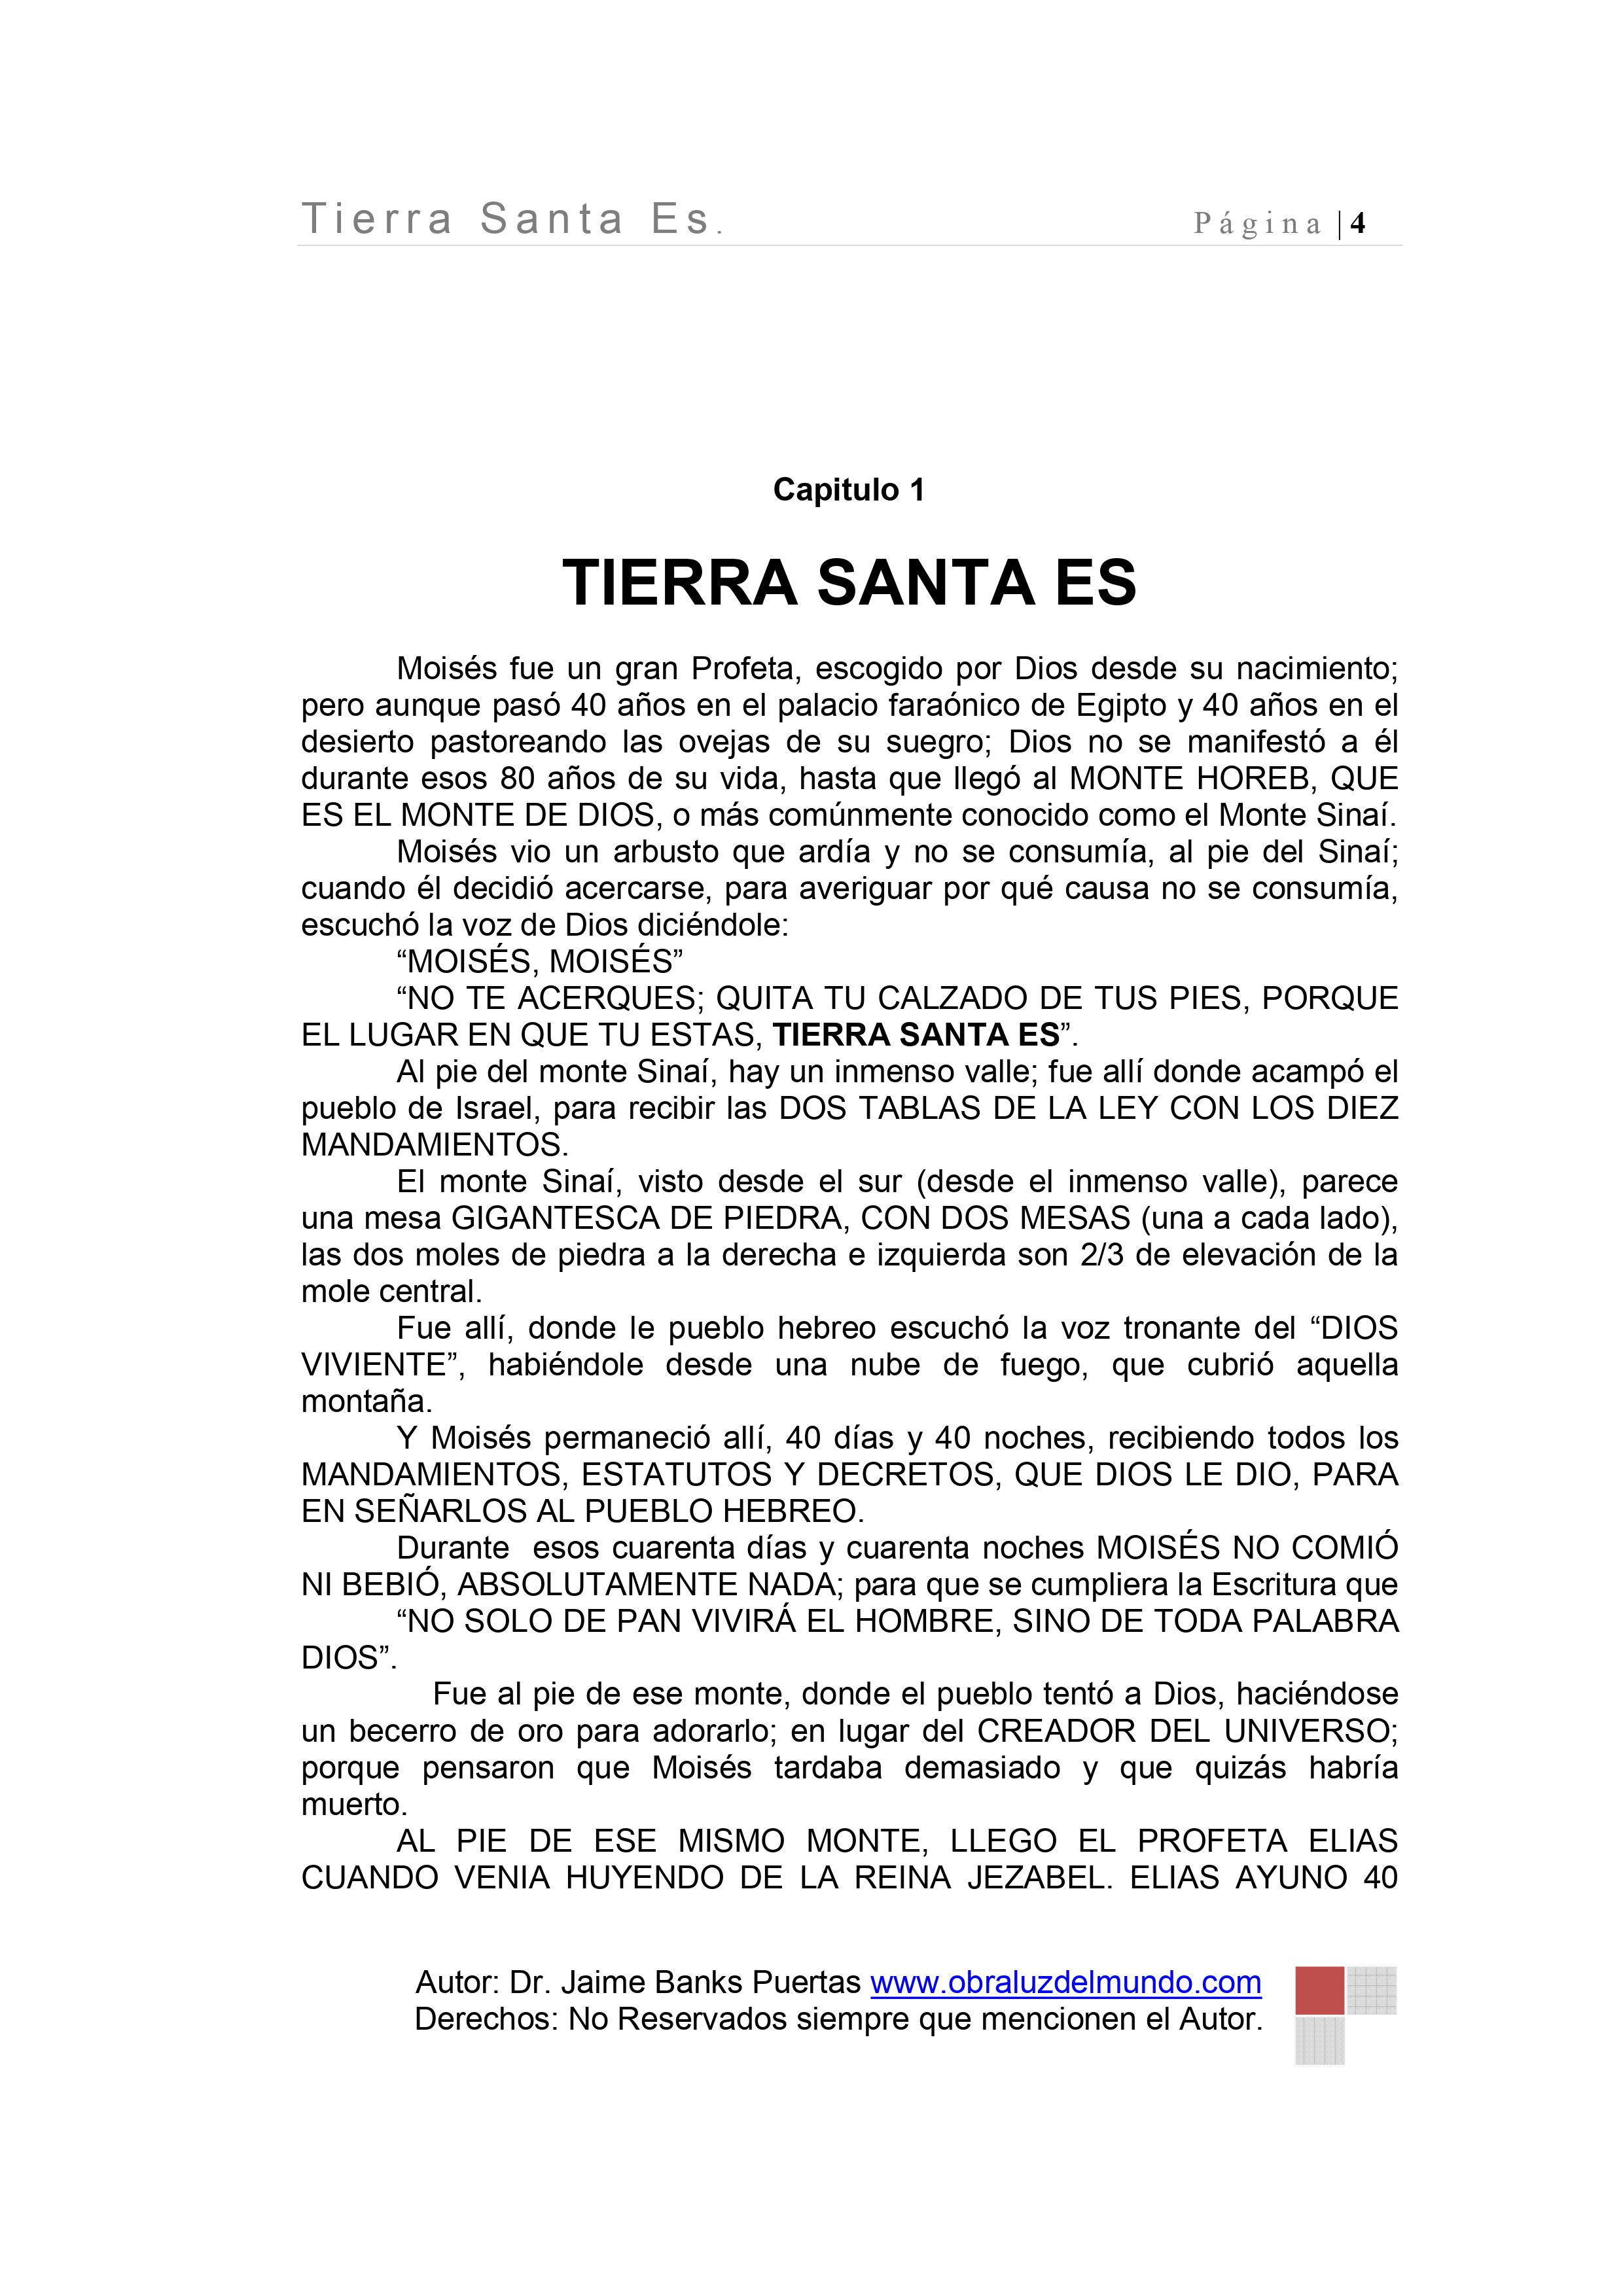 Tierra Santa Es. Página | 4
Capitulo 1
TIERRA SANTA ES
Moisés fue un gran Profeta, escogido por Dios desde su nacimiento;
pero aunque pasó 40 años en el palacio faraónico de Egipto y 40 años en el
desierto pastoreando las ovejas de su suegro; Dios no se manifestó a él
durante esos 80 años de su vida, hasta que llegó al MONTE HOREB, QUE
ES EL MONTE DE DIOS, o más comúnmente conocido como el Monte Sinaí.
Moisés vio un arbusto que ardía y no se consumía, al pie del Sinaí;
cuando él decidió acercarse, para averiguar por qué causa no se consumía,
escuchó la voz de Dios diciéndole:
“MOISÉS, MOISÉS”
“NO TE ACERQUES; QUITA TU CALZADO DE TUS PIES, PORQUE
EL LUGAR EN QUE TU ESTAS, TIERRA SANTA ES”.
Al pie del monte Sinaí, hay un inmenso valle; fue allí donde acampó el
pueblo de Israel, para recibir las DOS TABLAS DE LA LEY CON LOS DIEZ
MANDAMIENTOS.
El monte Sinaí, visto desde el sur (desde el inmenso valle), parece
una mesa GIGANTESCA DE PIEDRA, CON DOS MESAS (una a cada lado),
las dos moles de piedra a la derecha e izquierda son 2/3 de elevación de la
mole central.
Fue allí, donde le pueblo hebreo escuchó la voz tronante del “DIOS
VIVIENTE”, habiéndole desde una nube de fuego, que cubrió aquella
montaña.
Y Moisés permaneció allí, 40 días y 40 noches, recibiendo todos los
MANDAMIENTOS, ESTATUTOS Y DECRETOS, QUE DIOS LE DIO, PARA
EN SEÑARLOS AL PUEBLO HEBREO.
Durante esos cuarenta días y cuarenta noches MOISÉS NO COMIÓ
NI BEBIÓ, ABSOLUTAMENTE NADA; para que se cumpliera la Escritura que
“NO SOLO DE PAN VIVIRÁ EL HOMBRE, SINO DE TODA PALABRA
DIOS”.
Fue al pie de ese monte, donde el pueblo tentó a Dios, haciéndose
un becerro de oro para adorarlo; en lugar del CREADOR DEL UNIVERSO;
porque pensaron que Moisés tardaba demasiado y que quizás habría
muerto.
AL PIE DE ESE MISMO MONTE, LLEGO EL PROFETA ELIAS
CUANDO VENIA HUYENDO DE LA REINA JEZABEL. ELIAS AYUNO 40
Autor: Dr. Jaime Banks Puertas www.obraluzdelmundo.com
Derechos: No Reservados siempre que mencionen el Autor.